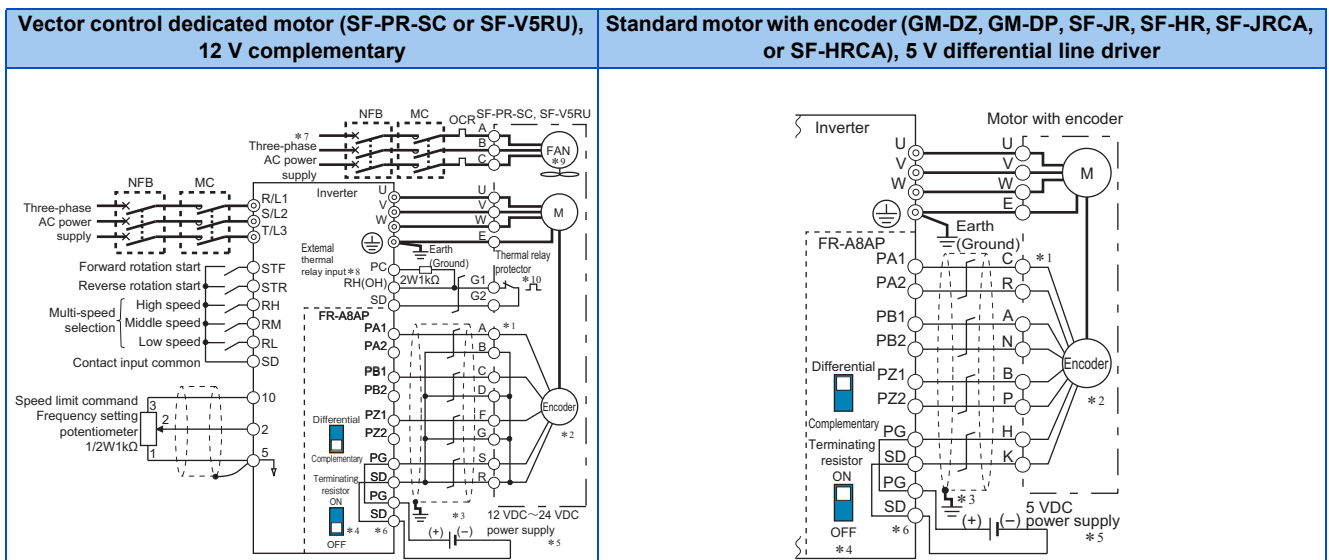 Vector control dedicated motor (SF-PR-SC or SF-V5RU),
12 V complementary
Standard motor with encoder (GM-DZ, GM-DP, SF-JR, SF-HR, SF-JRCA,
or SF-HRCA), 5 V differential line driver
NFB
MC
OCR
SF-PR-SC, SF-V5RU
*7
Three-phase
AC power
supply
A
B
C
FAN
*9
NFB
MC
Three-phase
AC power
supply
R/L1
S/L2
T/L3
Inverter
U
V
W
U
V
W
E
M
Earth
(Ground)
External
thermal
relay input *8
PC
RH(OH)
SD
2W1kΩ
G1
G2
Thermal relay
protector
*10
Forward rotation start
STF
Reverse rotation start
STR
Multi-speed
selection
High speed
RH
Middle speed
RM
Low speed
RL
Contact input common
SD
Speed limit command
Frequency setting
potentiometer
1/2W1kΩ
3
2
1
10
2
5
FR-A8AP
PA1
A
*1
PA2
B
PB1
C
PB2
D
PZ1
F
PZ2
G
PG
S
SD
R
PG
SD
Differential
Complementary
Terminating
resistor
ON
OFF
*4
*6
*3
Encoder
*2
12 VDC～24 VDC
power supply
*5
(+)
(−)
Inverter
Motor with encoder
U
V
W
U
V
W
E
M
Earth
(Ground)
FR-A8AP
PA1
C
*1
PA2
R
PB1
A
PB2
N
PZ1
B
PZ2
P
PG
H
SD
K
PG
SD
Differential
Complementary
Terminating
resistor
ON
OFF
*4
*6
*3
Encoder
*2
5 VDC
power supply
*5
(+)
(−)